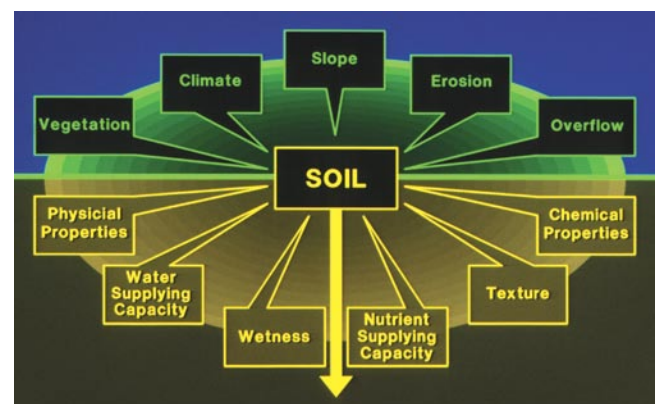 Slope
Climate
Erosion
Vegetation
Overflow
SOIL
Physicial
Properties
Chemical
Properties
Water
Supplying
Capacity
Texture
Wetness
Nutrient
Supplying
Capacity